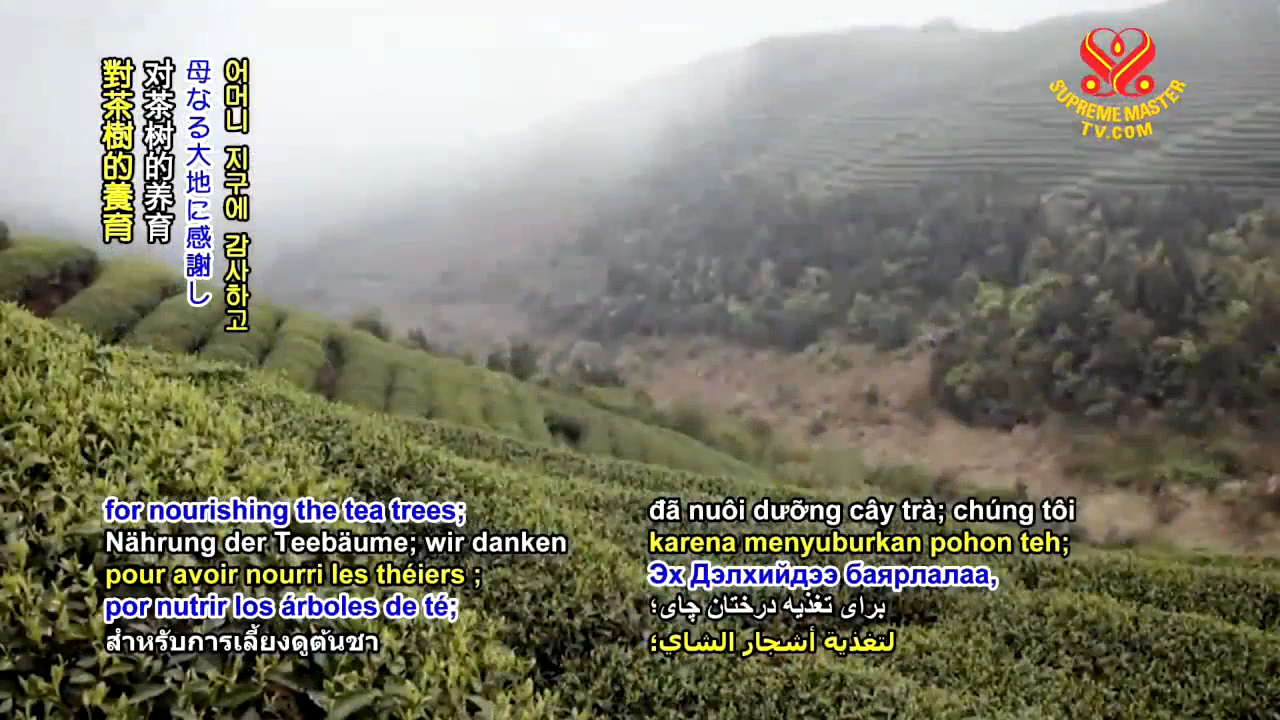 對茶樹的養育
对茶树的养育
母なる大地に感謝し
어머니 지구에 감사하고
SUPREME MASTER
TV.COM
for nourishing the tea trees;
Nährung der Teebäume; wir danken
pour avoir nourri les théiers ;
por nutrir los árboles de té;
สำหรับการเลี้ยงดูต้นชา
đã nuôi dưỡng cây trà; chúng tôi
karena menyuburkan pohon teh;
Эх Дэлхийдээ баярлалаа,
برای تغذیه درختان چای؛
لتغذية أشجار الشاي؛